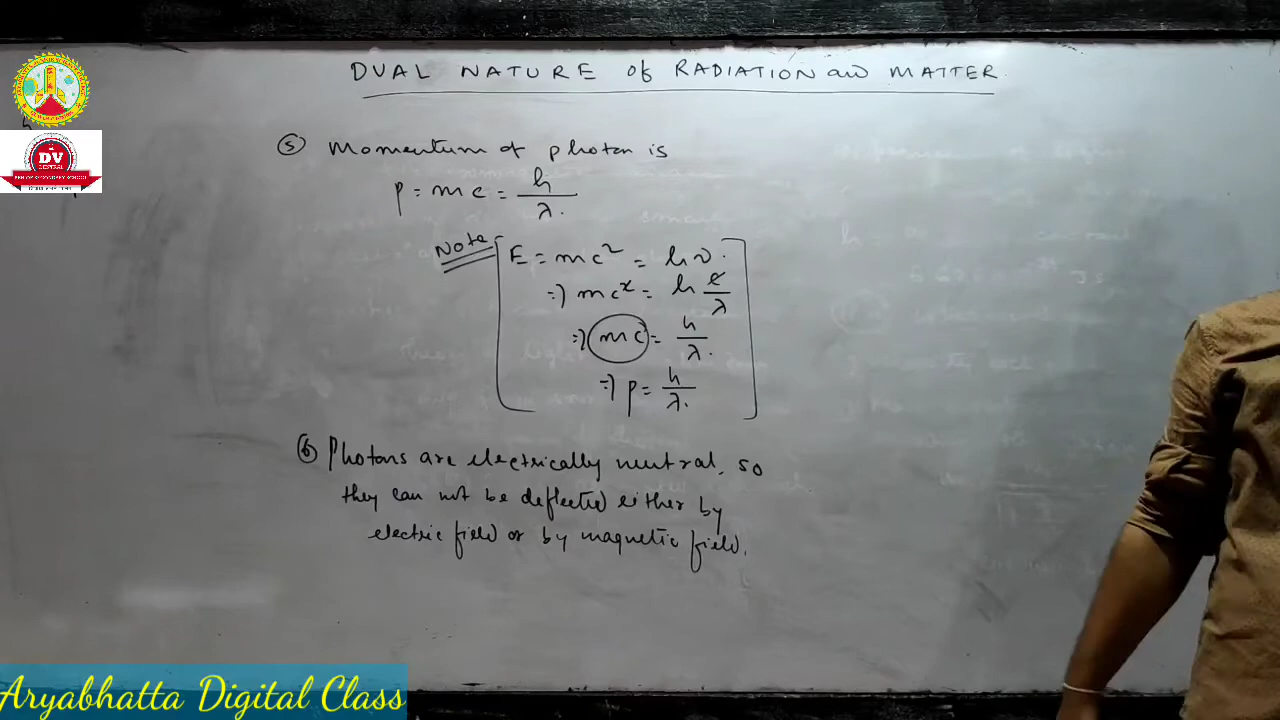 DUAL NATURE of RADIATION and MATTER
⑤ Momentum of photon is
p = mc = h/λ.
Note
E = mc² = hν.
⇒ mc² = h c/λ
⇒ mc = h/λ.
⇒ p = h/λ.
⑥ Photons are electrically neutral, so
they can not be deflected either by
electric field or by magnetic field.
DV
CENTRAL
Aryabhatta Digital Class